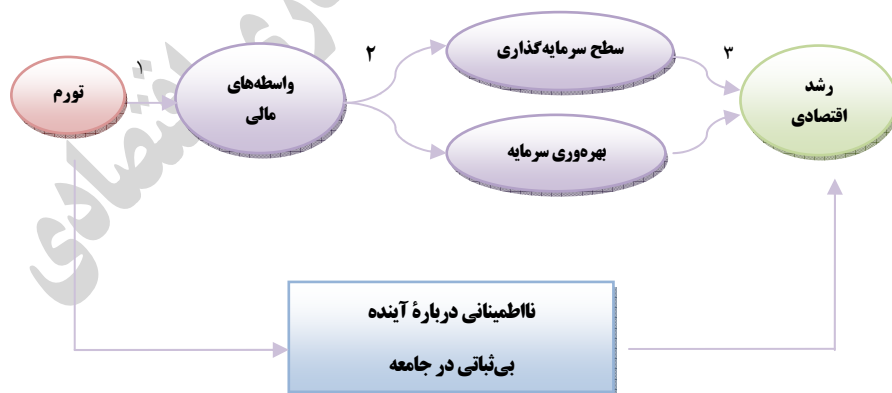 تورم
۱
واسطه‌های
مالی
۲
سطح سرمایه‌گذاری
بهره‌وری سرمایه
۳
رشد
اقتصادی
نااطمینانی دربارهٔ آینده
بی‌ثباتی در جامعه
اقتصادی